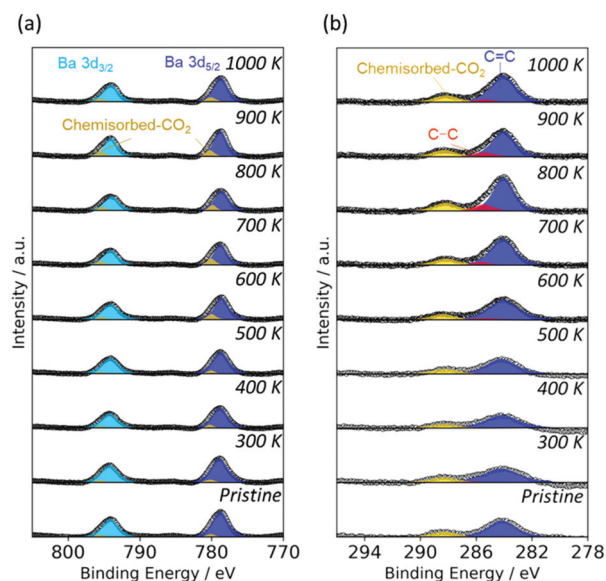 (a)
Ba 3d3/2
Ba 3d5/2
1000 K
Chemisorbed-CO2
900 K
800 K
700 K
600 K
500 K
400 K
300 K
Pristine
Intensity / a.u.
800 790 780 770
Binding Energy / eV
(b)
C=C
Chemisorbed-CO2
1000 K
C−C
900 K
800 K
700 K
600 K
500 K
400 K
300 K
Pristine
Intensity / a.u.
294 290 286 282 278
Binding Energy / eV